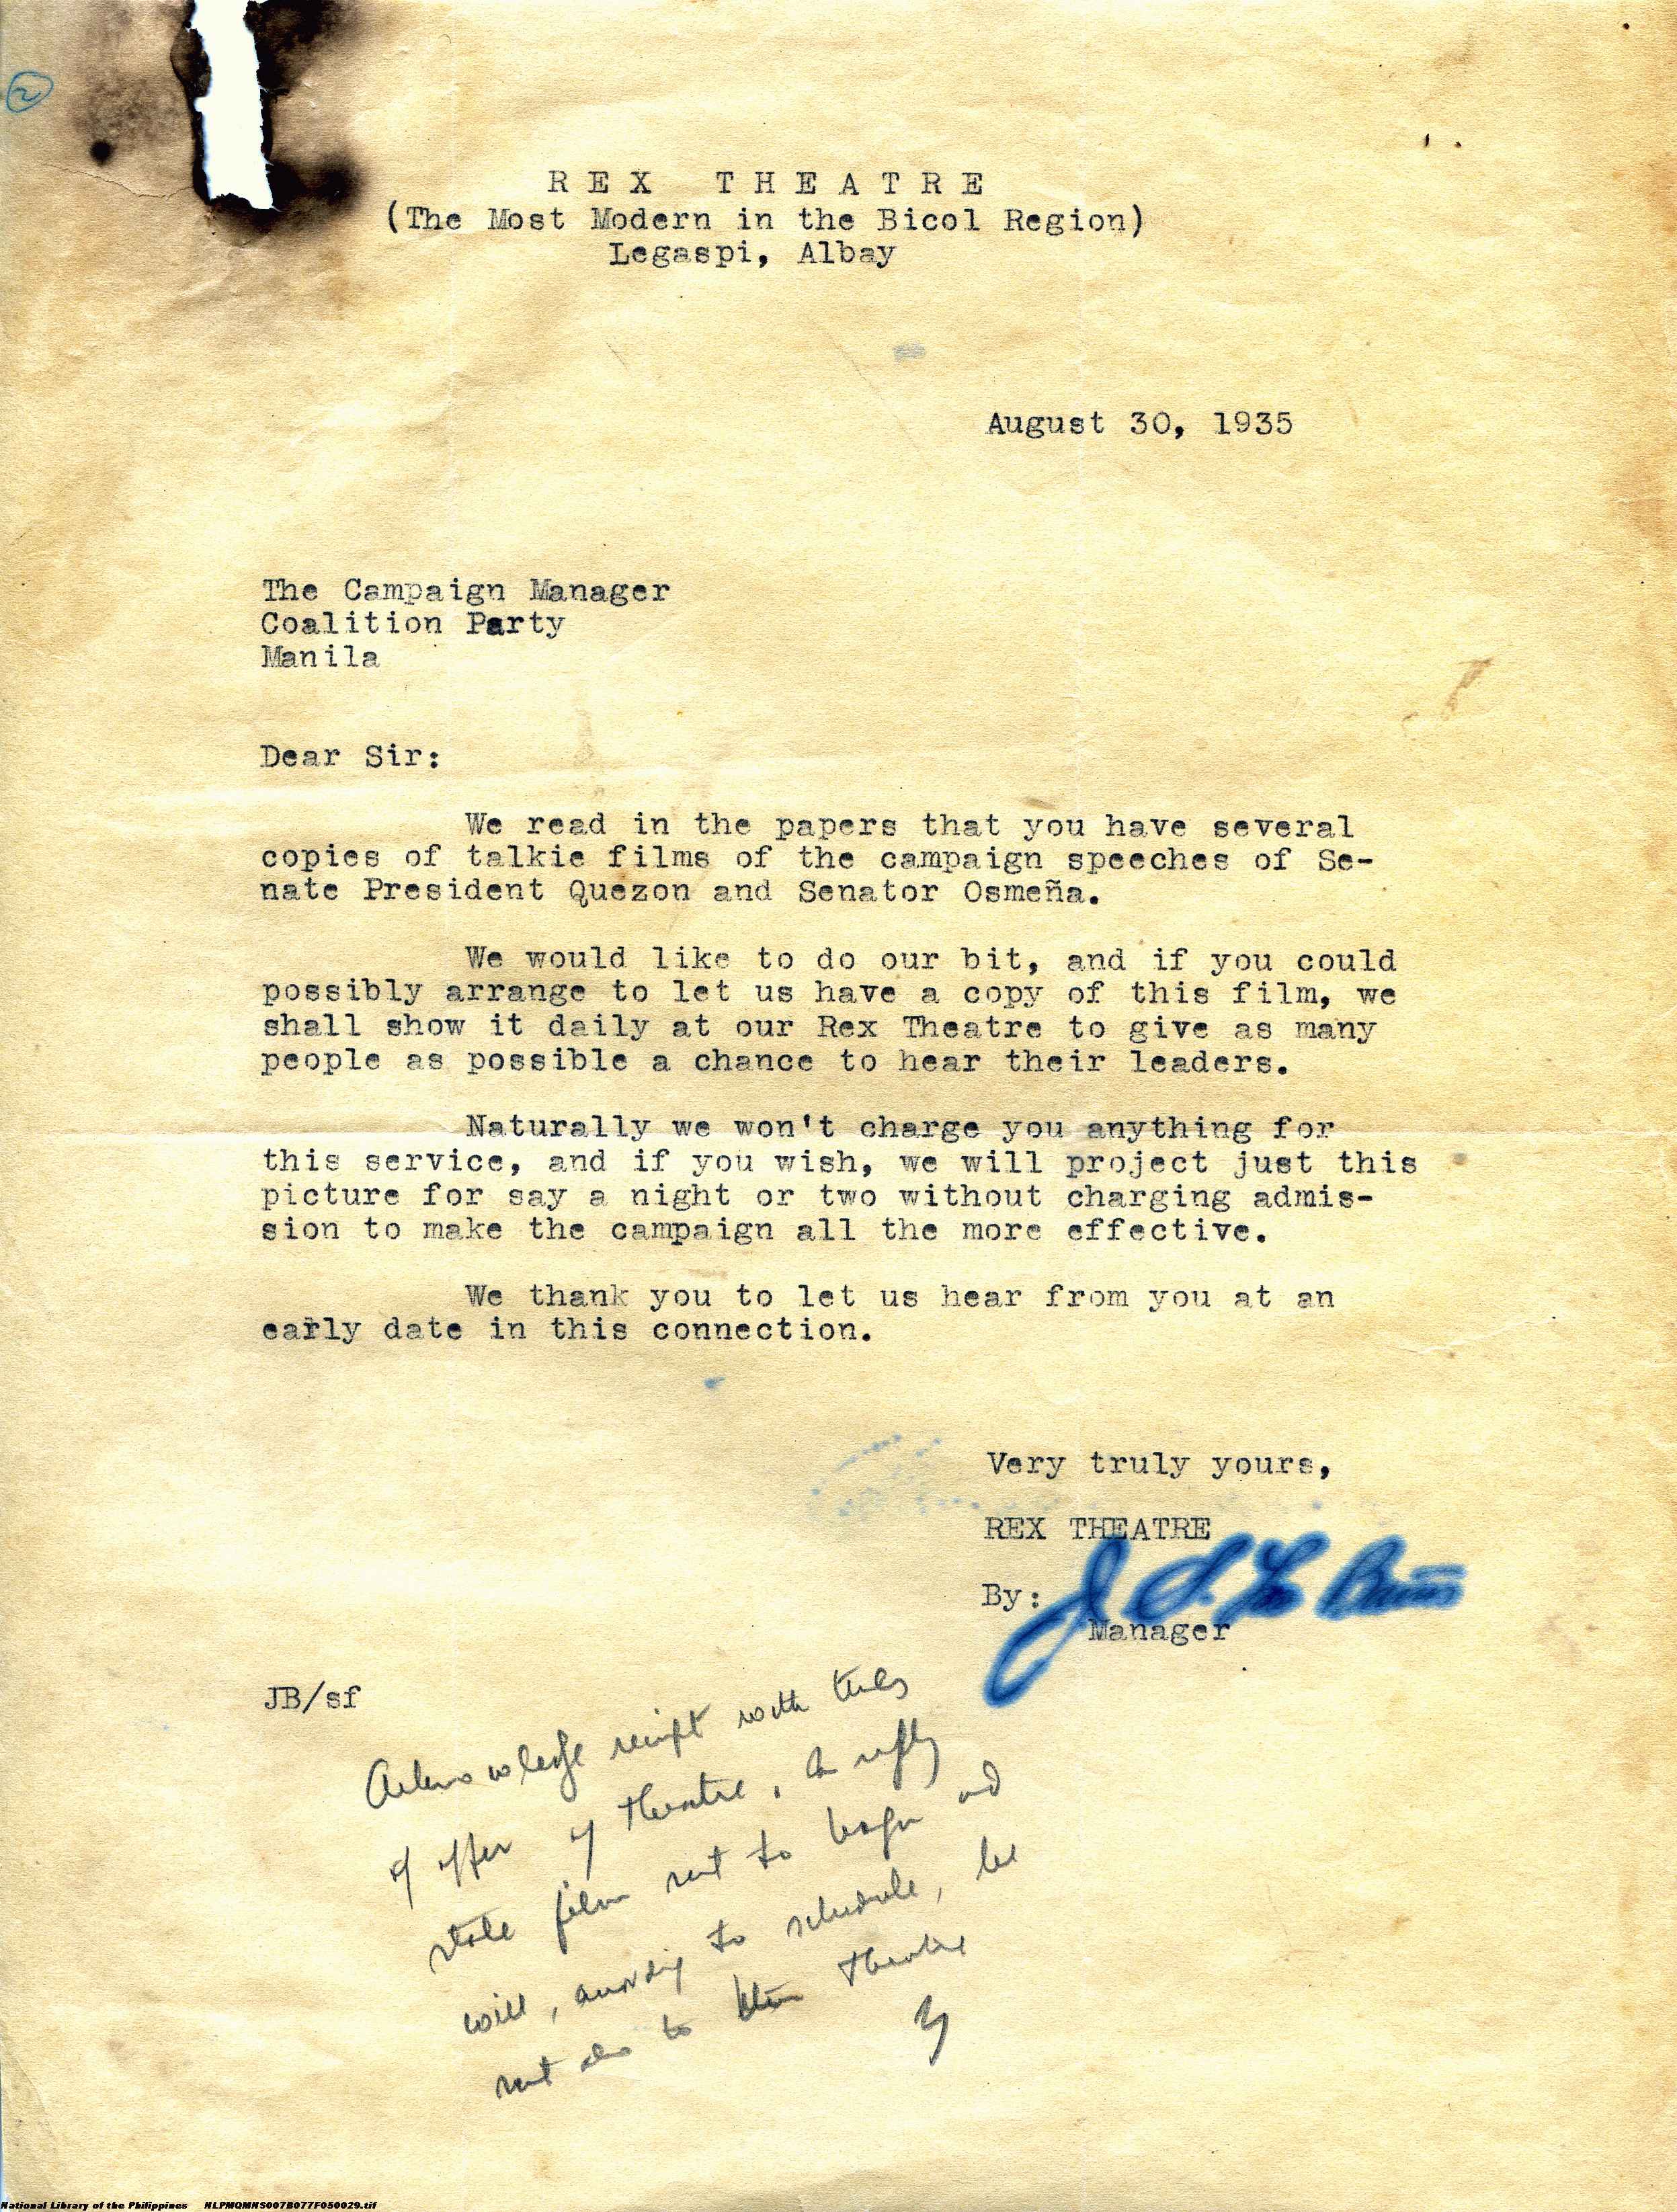 2
REX THEATRE
(The Most Modern in the Bicol Region)
Legaspi, Albay
August 30, 1935
The Campaign Manager
Coalition Party
Manila
Dear Sir:
We read in the papers that you have several
copies of talkie films of the campaign speeches of Se-
nate President Quezon and Senator Osmeña.
We would like to do our bit, and if you could
possibly arrange to let us have a copy of this film, we
shall show it daily at our Rex Theatre to give as many
people as possible a chance to hear their leaders.
Naturally we won't charge you anything for
this service, and if you wish, we will project just this
picture for say a night or two without charging admis-
sion to make the campaign all the more effective.
We thank you to let us hear from you at an
early date in this connection.
Very truly yours,
REX THEATRE
By:
Manager
JB/sf
Acknowledge receipt with
of offer of theatre,
state film sent to
will, according to schedule, be
sent also to theatre
National Library of the Philippines NLPMQMNS007B077F050029.tif